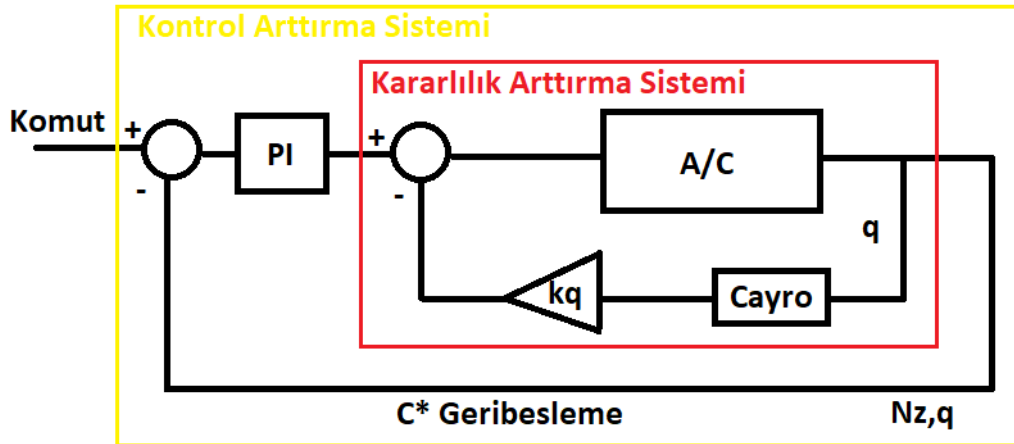 Kontrol Arttırma Sistemi
Kararlılık Arttırma Sistemi
Komut
+
-
PI
+
-
A/C
q
kq
Cayro
C* Geribesleme
Nz,q